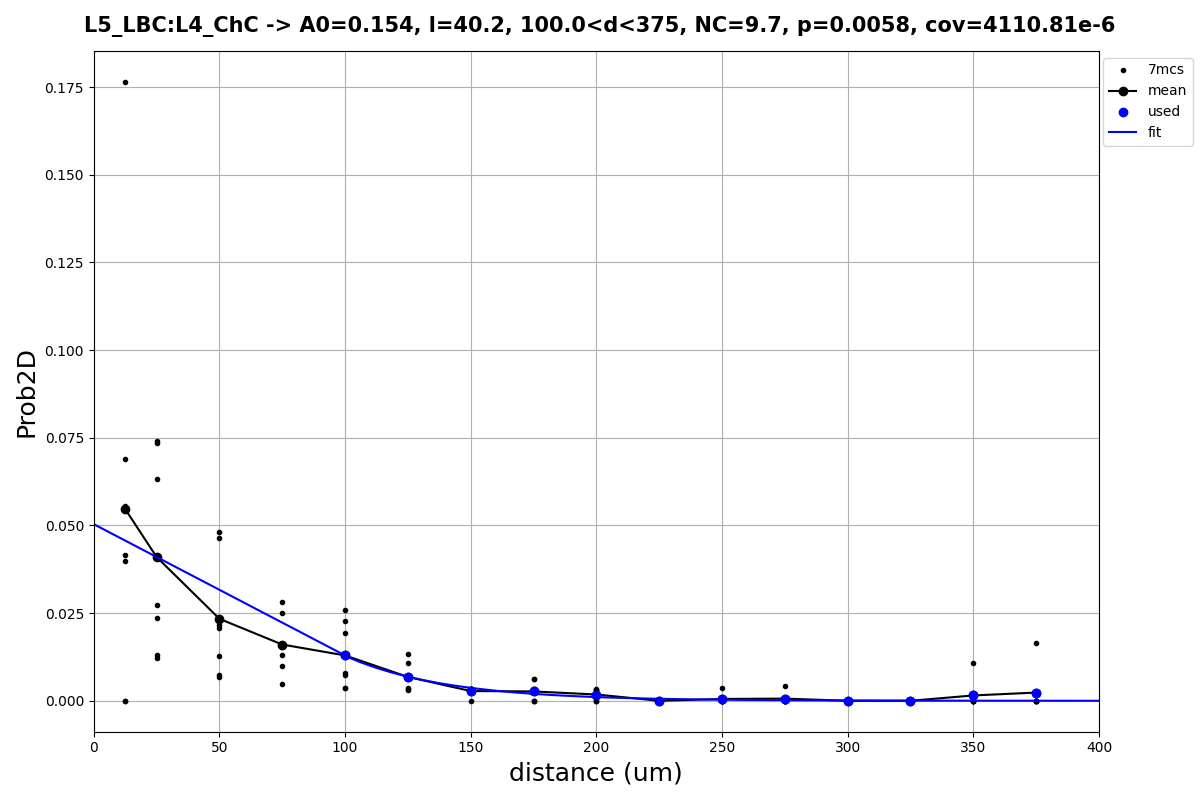 L5_LBC:L4_ChC -> A0=0.154, l=40.2, 100.0<d<375, NC=9.7, p=0.0058, cov=4110.81e-6
7mcs
mean
used
fit
0.175
0.150
0.125
0.100
0.075
0.050
0.025
0.000
Prob2D
0 50 100 150 200 250 300 350 400
distance (um)